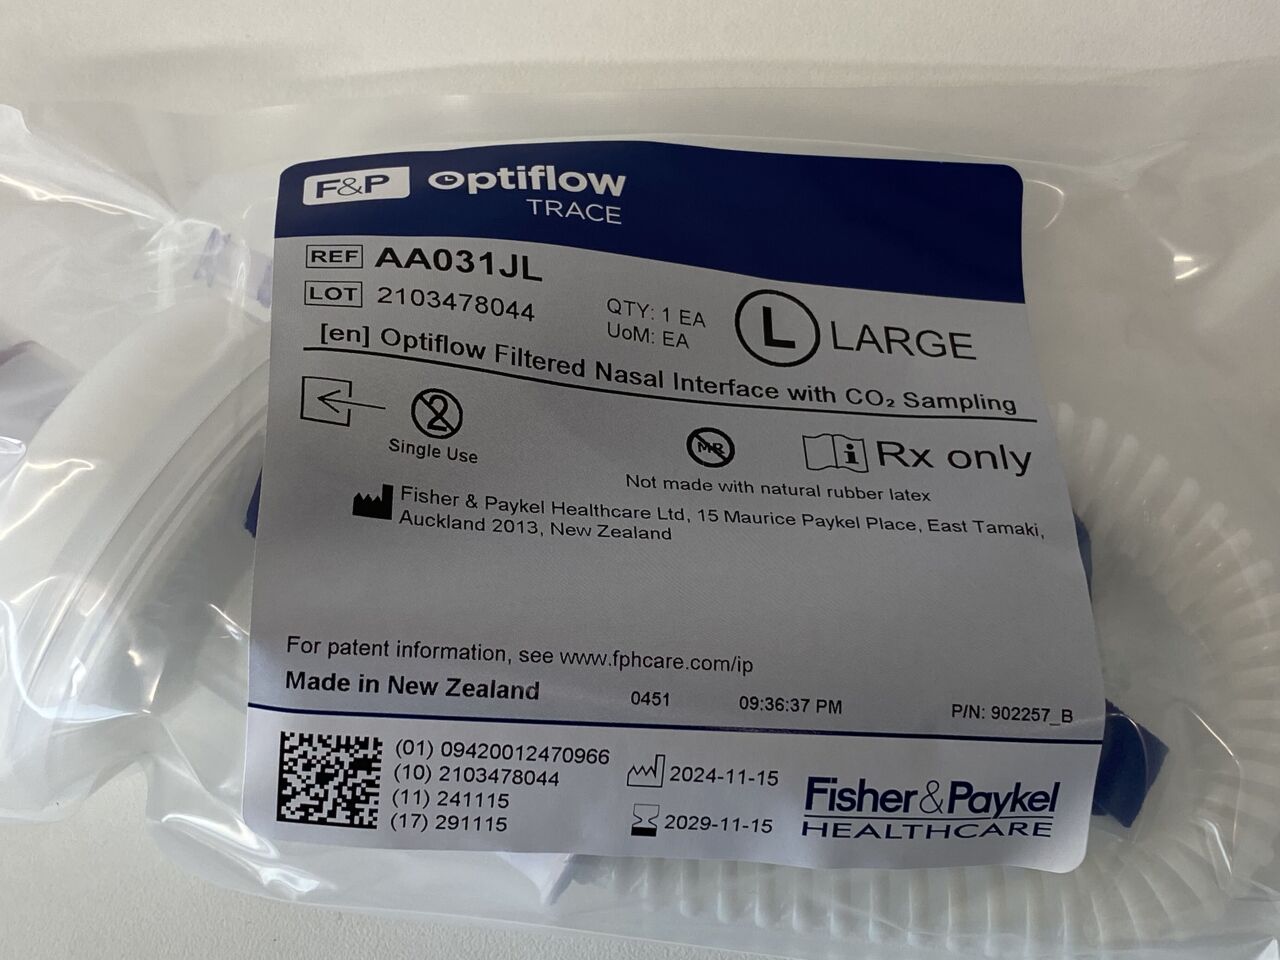 F&P Optiflow
TRACE
REF AA031JL
LOT 2103478044
QTY: 1 EA
UoM: EA
L LARGE
[en] Optiflow Filtered Nasal Interface with CO₂ Sampling
2
Single Use
MR
Not made with natural rubber latex
i Rx only
Fisher & Paykel Healthcare Ltd, 15 Maurice Paykel Place, East Tamaki,
Auckland 2013, New Zealand
For patent information, see www.fphcare.com/ip
Made in New Zealand 0451 09:36:37 PM P/N: 902257_B
(01) 09420012470966
(10) 2103478044
(11) 241115
(17) 291115
2024-11-15
2029-11-15
Fisher&Paykel
HEALTHCARE